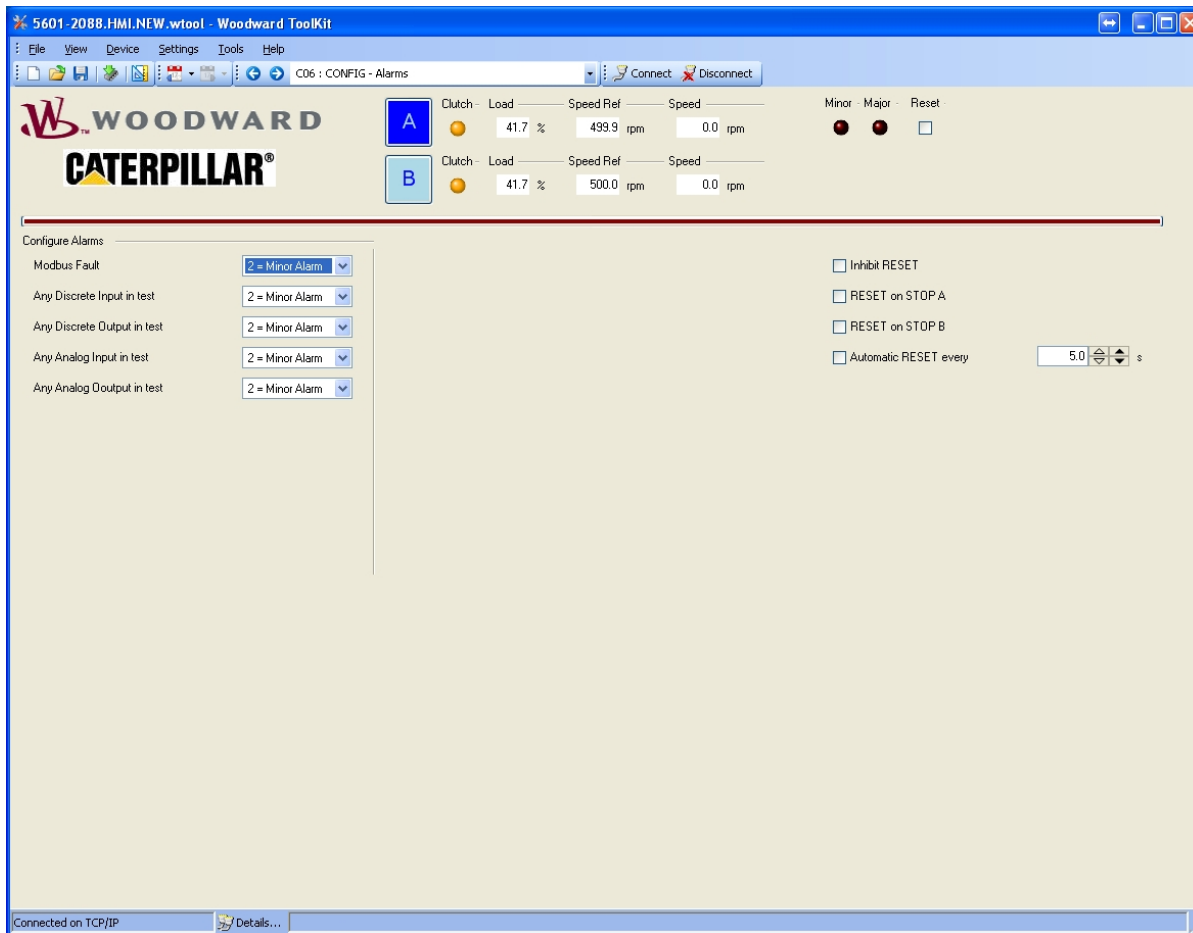 5601-2088.HMI.NEW.wtool - Woodward ToolKit
File View Device Settings Tools Help
C06 : CONFIG - Alarms Connect Disconnect
WOODWARD
CATERPILLAR®
A Clutch Load Speed Ref Speed
41.7 % 499.9 rpm 0.0 rpm
B Clutch Load Speed Ref Speed
41.7 % 500.0 rpm 0.0 rpm
Minor Major Reset
Configure Alarms
Modbus Fault 2 = Minor Alarm
Any Discrete Input in test 2 = Minor Alarm
Any Discrete Output in test 2 = Minor Alarm
Any Analog Input in test 2 = Minor Alarm
Any Analog Ooutput in test 2 = Minor Alarm
Inhibit RESET
RESET on STOP A
RESET on STOP B
Automatic RESET every 5.0 s
Connected on TCP/IP Details...